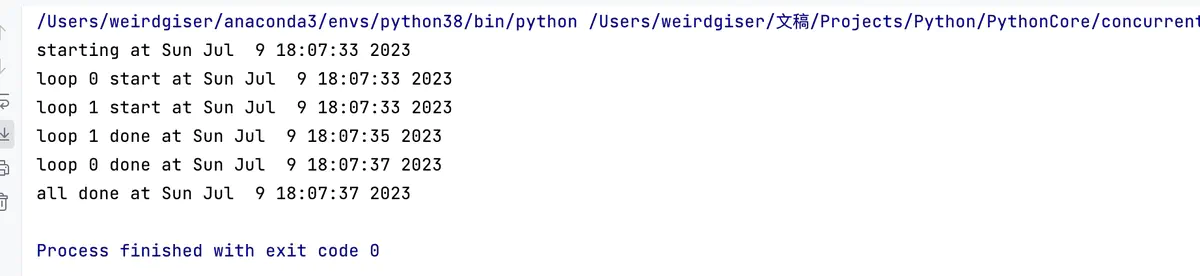 /Users/weirdgiser/anaconda3/envs/python38/bin/python /Users/weirdgiser/文稿/Projects/Python/PythonCore/concurrent
starting at Sun Jul  9 18:07:33 2023
loop 0 start at Sun Jul  9 18:07:33 2023
loop 1 start at Sun Jul  9 18:07:33 2023
loop 1 done at Sun Jul  9 18:07:35 2023
loop 0 done at Sun Jul  9 18:07:37 2023
all done at Sun Jul  9 18:07:37 2023
Process finished with exit code 0